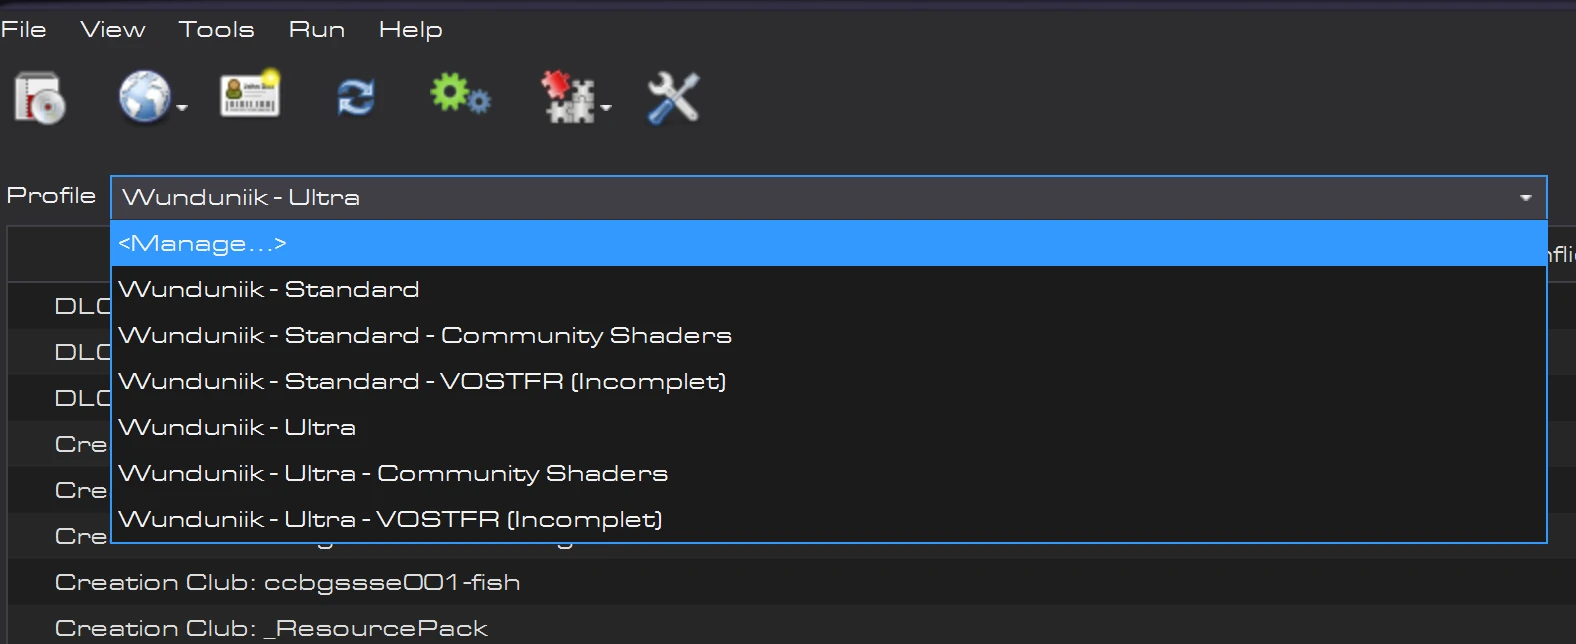 File View Tools Run Help
Profile Wunduniik - Ultra
<Manage...>
Wunduniik - Standard
DLC
Wunduniik - Standard - Community Shaders
DLC
Wunduniik - Standard - VOSTFR (Incomplet)
DLC
Wunduniik - Ultra
Cre
Wunduniik - Ultra - Community Shaders
Cre
Wunduniik - Ultra - VOSTFR (Incomplet)
Cre
Creation Club: ccbgssse001-fish
Creation Club: _ResourcePack